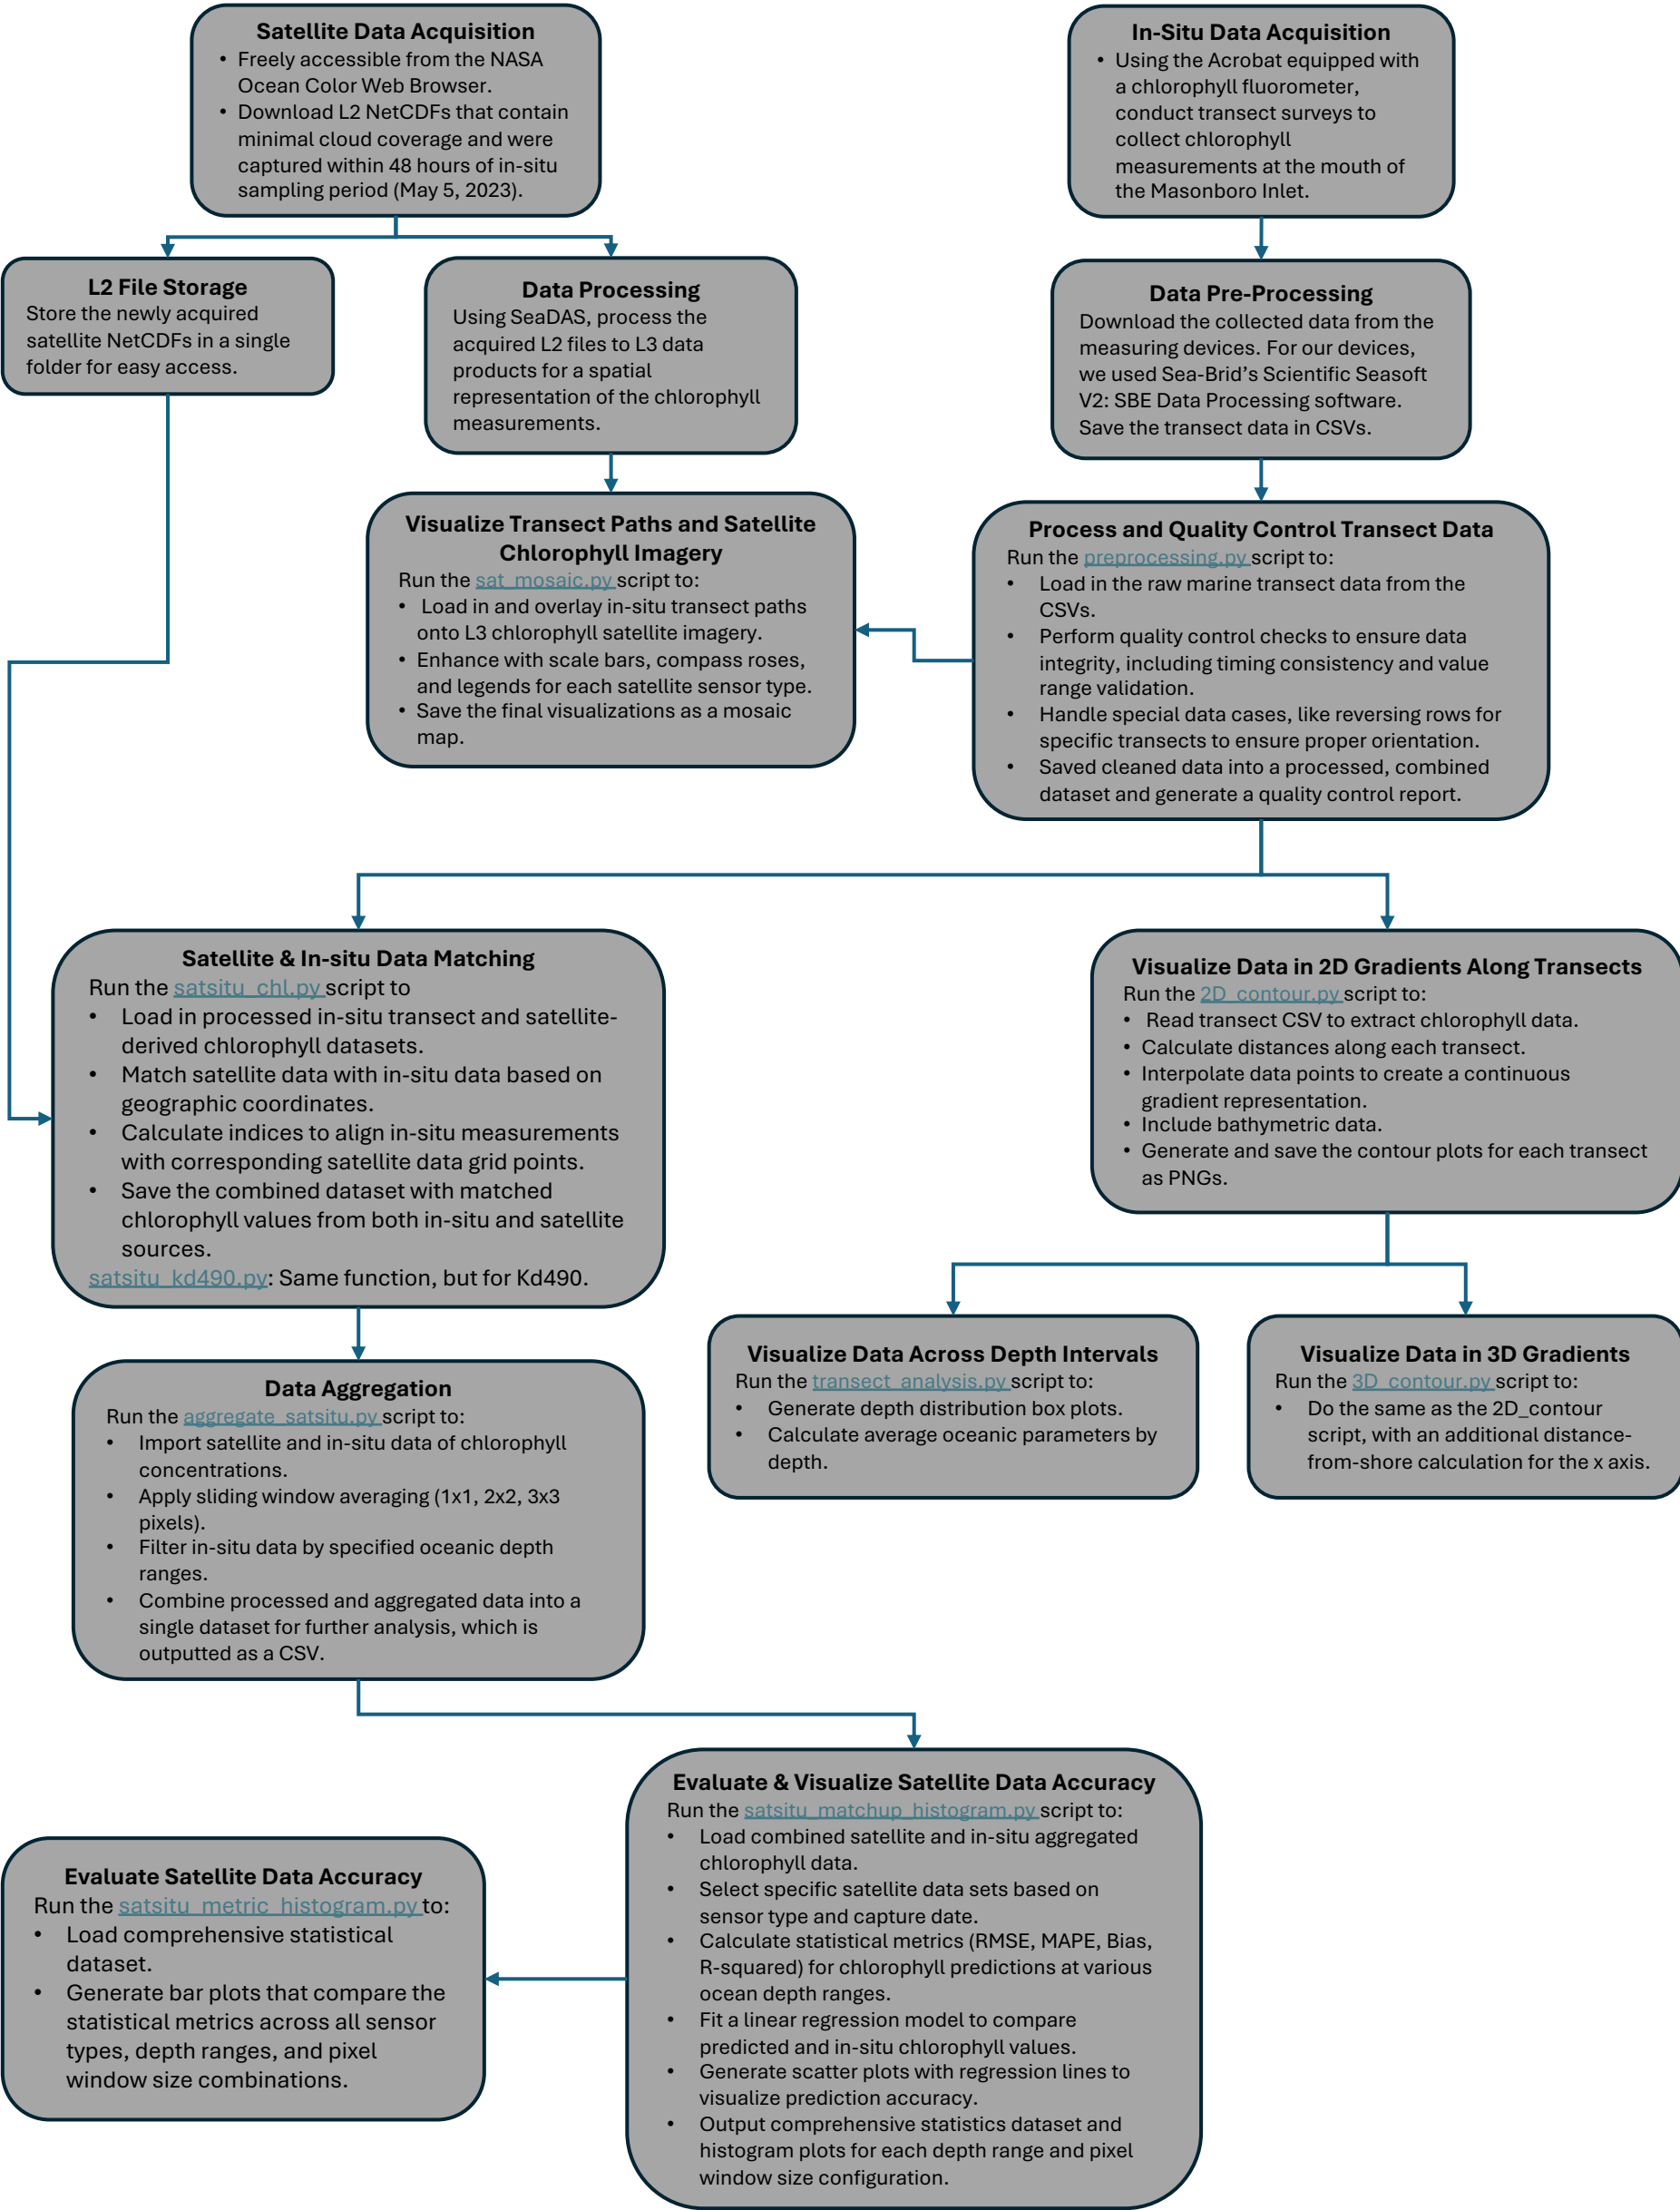 Satellite Data Acquisition
• Freely accessible from the NASA
Ocean Color Web Browser.
• Download L2 NetCDFs that contain
minimal cloud coverage and were
captured within 48 hours of in-situ
sampling period (May 5, 2023).
In-Situ Data Acquisition
• Using the Acrobat equipped with
a chlorophyll fluorometer,
conduct transect surveys to
collect chlorophyll
measurements at the mouth of
the Masonboro Inlet.
L2 File Storage
Store the newly acquired
satellite NetCDFs in a single
folder for easy access.
Data Processing
Using SeaDAS, process the
acquired L2 files to L3 data
products for a spatial
representation of the chlorophyll
measurements.
Data Pre-Processing
Download the collected data from the
measuring devices. For our devices,
we used Sea-Brid’s Scientific Seasoft
V2: SBE Data Processing software.
Save the transect data in CSVs.
Visualize Transect Paths and Satellite
Chlorophyll Imagery
Run the sat_mosaic.py script to:
• Load in and overlay in-situ transect paths
onto L3 chlorophyll satellite imagery.
• Enhance with scale bars, compass roses,
and legends for each satellite sensor type.
• Save the final visualizations as a mosaic
map.
Process and Quality Control Transect Data
Run the preprocessing.py script to:
• Load in the raw marine transect data from the
CSVs.
• Perform quality control checks to ensure data
integrity, including timing consistency and value
range validation.
• Handle special data cases, like reversing rows for
specific transects to ensure proper orientation.
• Saved cleaned data into a processed, combined
dataset and generate a quality control report.
Satellite & In-situ Data Matching
Run the satsitu_chl.py script to
• Load in processed in-situ transect and satellite-
derived chlorophyll datasets.
• Match satellite data with in-situ data based on
geographic coordinates.
• Calculate indices to align in-situ measurements
with corresponding satellite data grid points.
• Save the combined dataset with matched
chlorophyll values from both in-situ and satellite
sources.
satsitu_kd490.py: Same function, but for Kd490.
Visualize Data in 2D Gradients Along Transects
Run the 2D_contour.py script to:
• Read transect CSV to extract chlorophyll data.
• Calculate distances along each transect.
• Interpolate data points to create a continuous
gradient representation.
• Include bathymetric data.
• Generate and save the contour plots for each transect
as PNGs.
Visualize Data Across Depth Intervals
Run the transect_analysis.py script to:
• Generate depth distribution box plots.
• Calculate average oceanic parameters by
depth.
Visualize Data in 3D Gradients
Run the 3D_contour.py script to:
• Do the same as the 2D_contour
script, with an additional distance-
from-shore calculation for the x axis.
Data Aggregation
Run the aggregate_satsitu.py script to:
• Import satellite and in-situ data of chlorophyll
concentrations.
• Apply sliding window averaging (1x1, 2x2, 3x3
pixels).
• Filter in-situ data by specified oceanic depth
ranges.
• Combine processed and aggregated data into a
single dataset for further analysis, which is
outputted as a CSV.
Evaluate & Visualize Satellite Data Accuracy
Run the satsitu_matchup_histogram.py script to:
• Load combined satellite and in-situ aggregated
chlorophyll data.
• Select specific satellite data sets based on
sensor type and capture date.
• Calculate statistical metrics (RMSE, MAPE, Bias,
R-squared) for chlorophyll predictions at various
ocean depth ranges.
• Fit a linear regression model to compare
predicted and in-situ chlorophyll values.
• Generate scatter plots with regression lines to
visualize prediction accuracy.
• Output comprehensive statistics dataset and
histogram plots for each depth range and pixel
window size configuration.
Evaluate Satellite Data Accuracy
Run the satsitu_metric_histogram.py to:
• Load comprehensive statistical
dataset.
• Generate bar plots that compare the
statistical metrics across all sensor
types, depth ranges, and pixel
window size combinations.